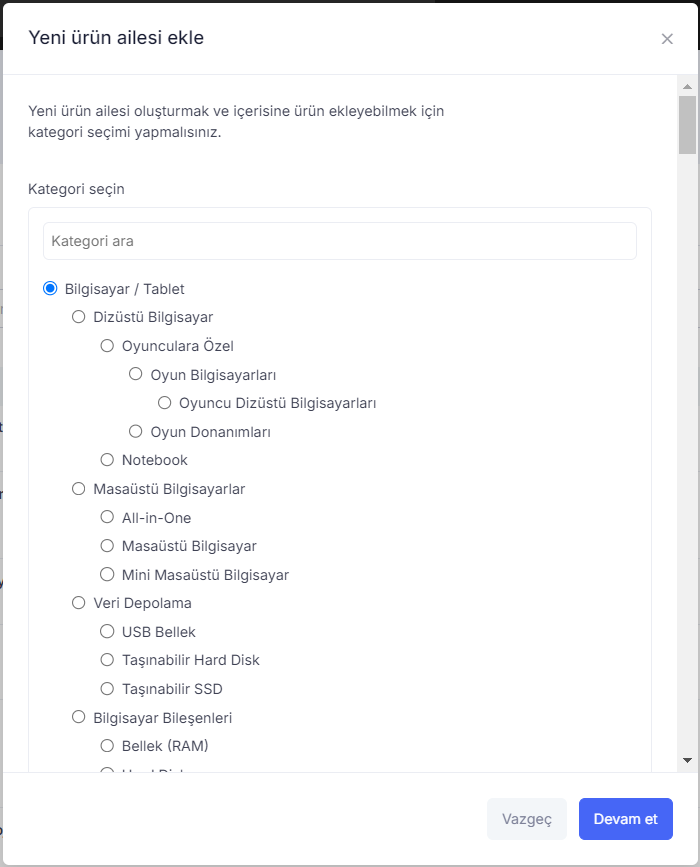 Yeni ürün ailesi ekle
Yeni ürün ailesi oluşturmak ve içerisine ürün ekleyebilmek için
kategori seçimi yapmalısınız.
Kategori seçin
Kategori ara
Bilgisayar / Tablet
Dizüstü Bilgisayar
Oyunculara Özel
Oyun Bilgisayarları
Oyuncu Dizüstü Bilgisayarları
Oyun Donanımları
Notebook
Masaüstü Bilgisayarlar
All-in-One
Masaüstü Bilgisayar
Mini Masaüstü Bilgisayar
Veri Depolama
USB Bellek
Taşınabilir Hard Disk
Taşınabilir SSD
Bilgisayar Bileşenleri
Bellek (RAM)
Vazgeç
Devam et